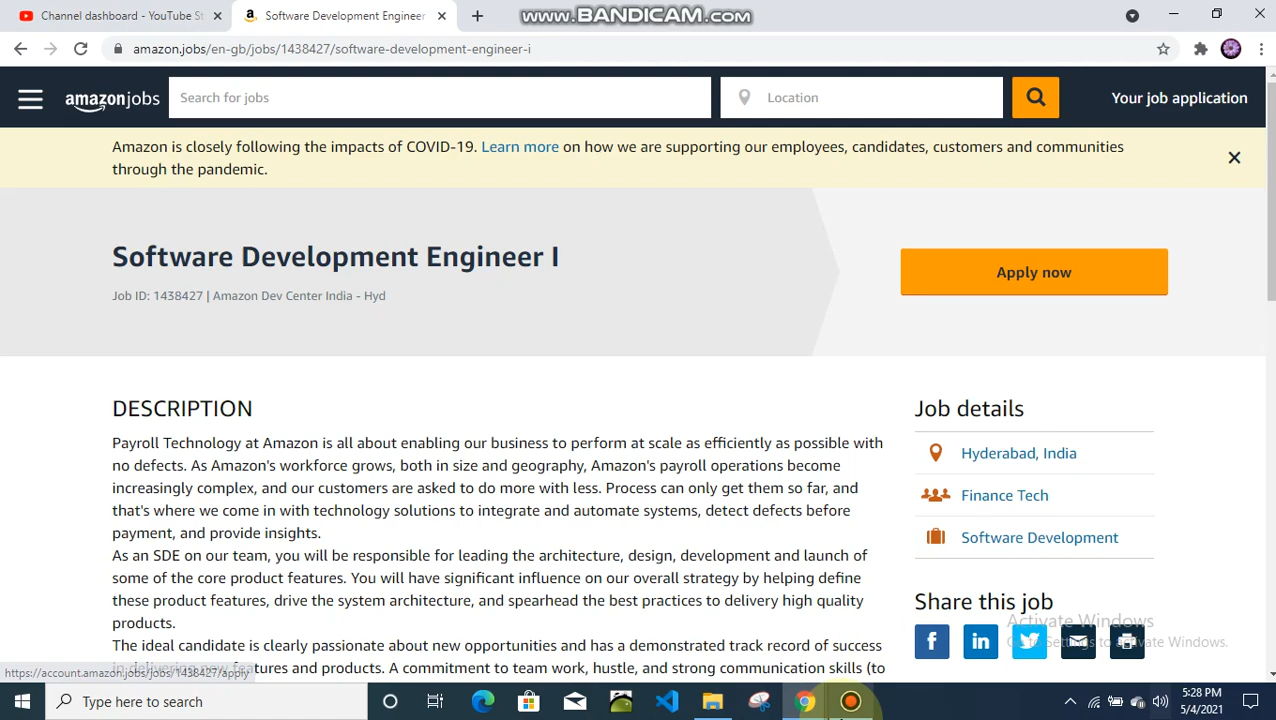 Channel dashboard - YouTube St
Software Development Engineer
www.BANDICAM.com
amazon.jobs/en-gb/jobs/1438427/software-development-engineer-i
amazonjobs
Search for jobs
Location
Your job application
Amazon is closely following the impacts of COVID-19. Learn more on how we are supporting our employees, candidates, customers and communities
through the pandemic.
Software Development Engineer I
Job ID: 1438427 | Amazon Dev Center India - Hyd
Apply now
DESCRIPTION
Payroll Technology at Amazon is all about enabling our business to perform at scale as efficiently as possible with
no defects. As Amazon's workforce grows, both in size and geography, Amazon's payroll operations become
increasingly complex, and our customers are asked to do more with less. Process can only get them so far, and
that's where we come in with technology solutions to integrate and automate systems, detect defects before
payment, and provide insights.
As an SDE on our team, you will be responsible for leading the architecture, design, development and launch of
some of the core product features. You will have significant influence on our overall strategy by helping define
these product features, drive the system architecture, and spearhead the best practices to delivery high quality
products.
The ideal candidate is clearly passionate about new opportunities and has a demonstrated track record of success
in delivering new features and products. A commitment to team work, hustle, and strong communication skills (to
Job details
Hyderabad, India
Finance Tech
Software Development
Share this job
Activate Windows
Go to Settings to activate Windows.
https://account.amazon.jobs/jobs/1438427/apply
Type here to search
5:28 PM
5/4/2021